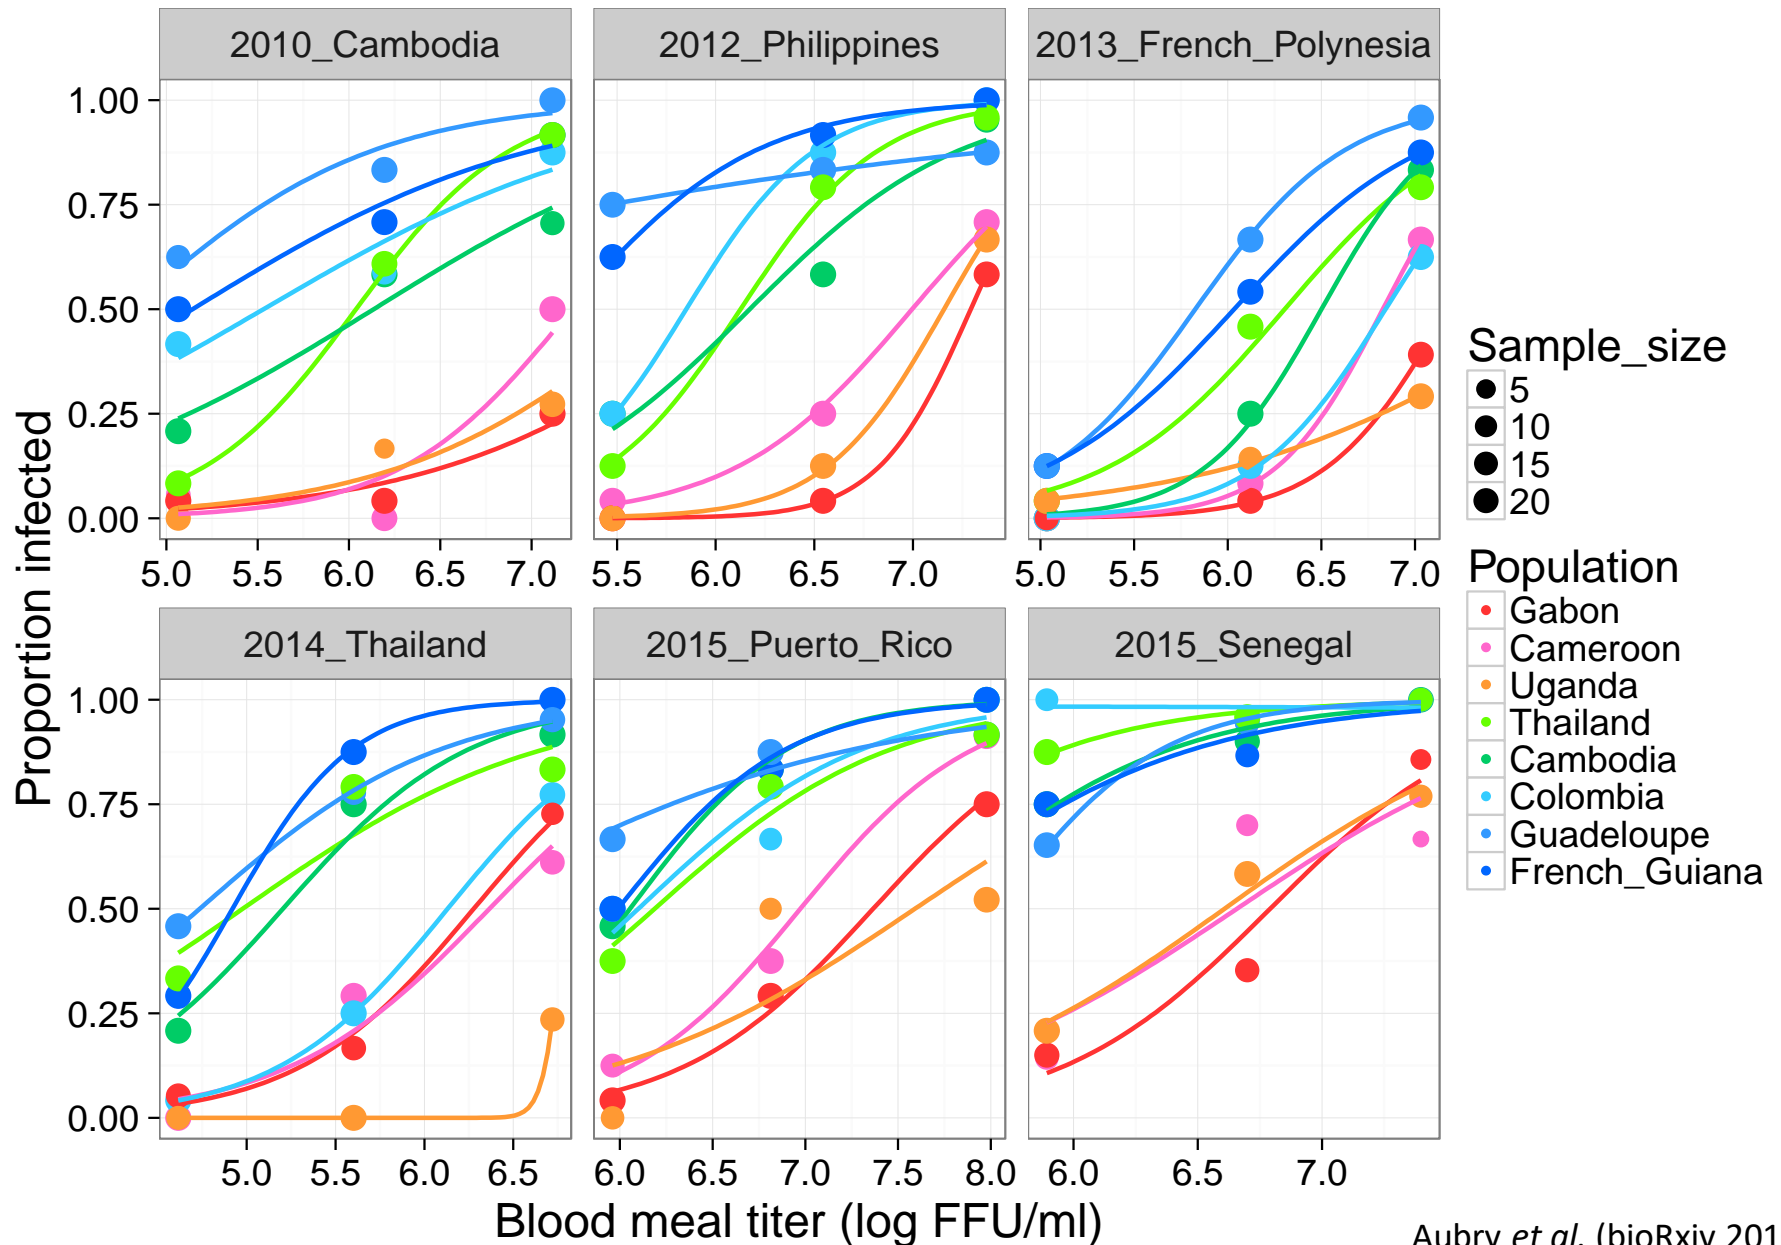 2010_Cambodia 2012_Philippines 2013_French_Polynesia
1.00
0.75
0.50
0.25
0.00
5.0 5.5 6.0 6.5 7.0
5.5 6.0 6.5 7.0
5.0 5.5 6.0 6.5 7.0
Proportion infected
2014_Thailand 2015_Puerto_Rico 2015_Senegal
1.00
0.75
0.50
0.25
0.00
5.0 5.5 6.0 6.5
6.0 6.5 7.0 7.5 8.0
6.0 6.5 7.0
Blood meal titer (log FFU/ml)
Sample_size
5
10
15
20
Population
Gabon
Cameroon
Uganda
Thailand
Cambodia
Colombia
Guadeloupe
French_Guiana
Aubry et al. (bioRxiv 201